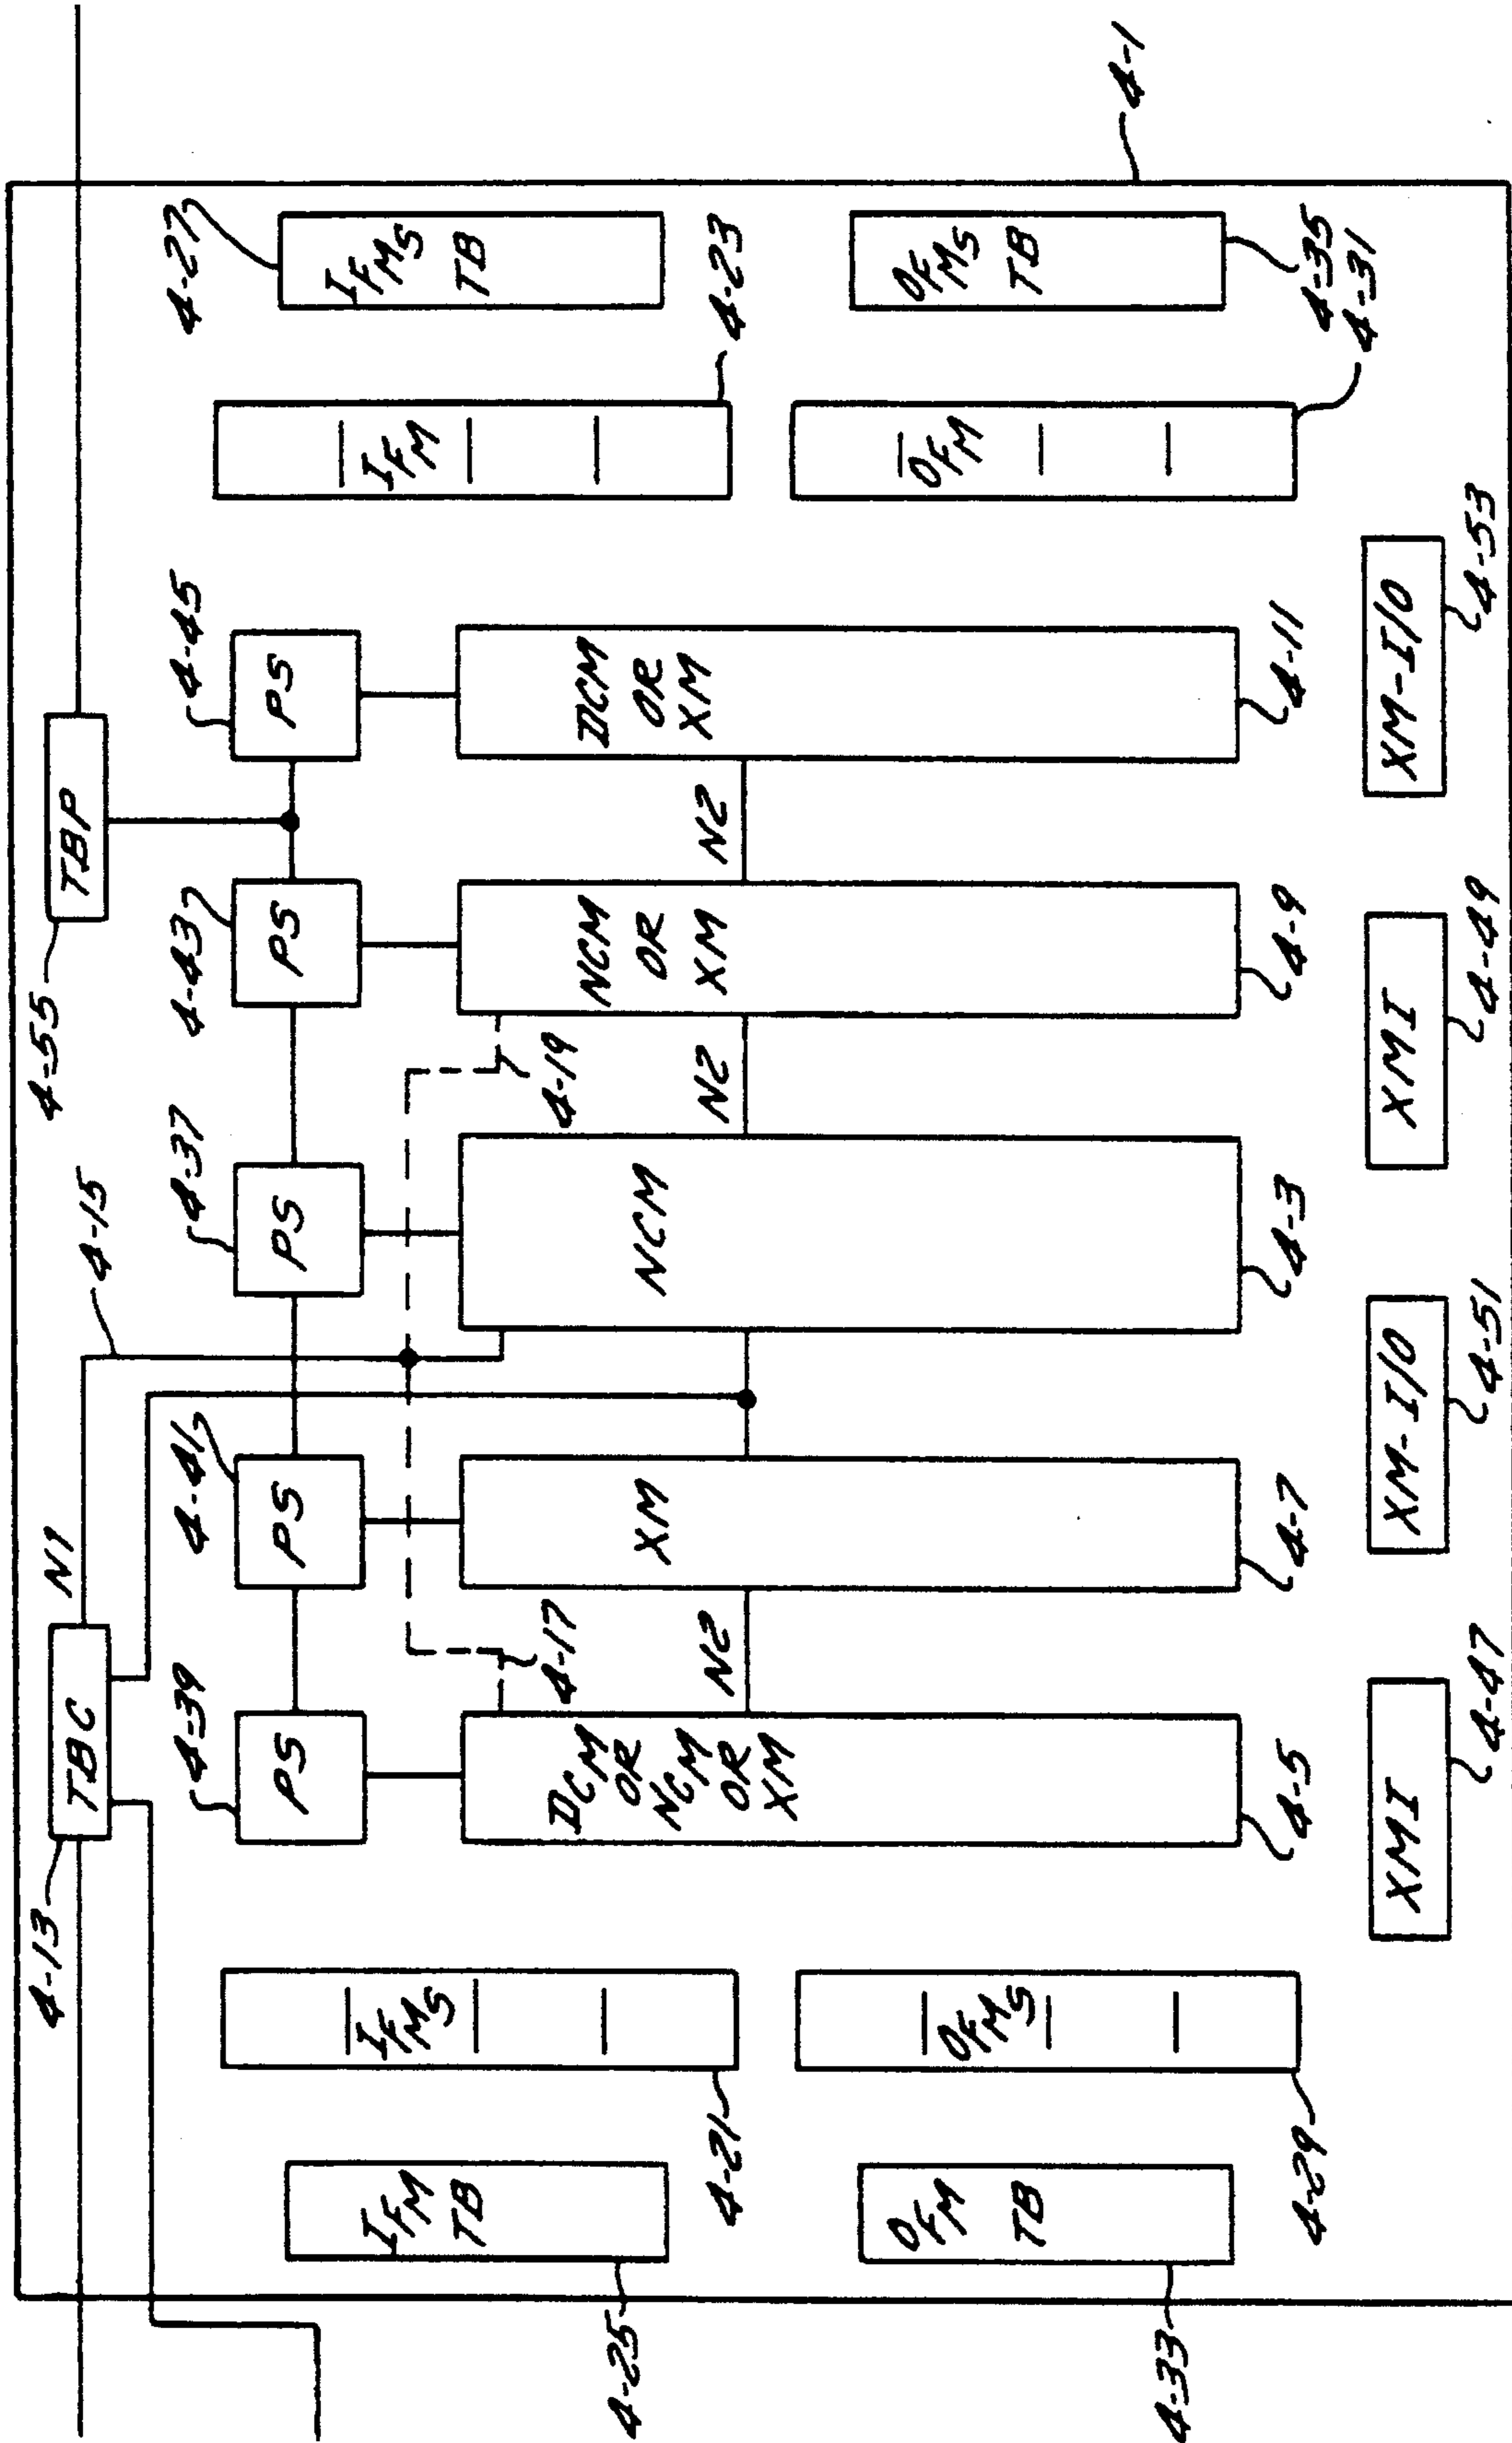 4-13
TBC
N1
4-15
4-55
TBP
4-39
PS
4-41
PS
4-37
PS
4-43
PS
4-45
PS
4-27
IFMS
TB
4-25
IFM
TB
4-21
IFMS
4-17
4-19
IFM
4-23
DCM
OR
NCM
OR
XM
4-5
N2
XM
4-7
NCM
4-3
N2
NCM
OR
XM
4-9
N2
DCM
OR
XM
4-11
4-33
OFM
TB
4-29
OFMS
OFM
4-31
OFMS
TB
4-35
XMI
4-47
XM-I/O
4-51
XMI
4-49
XM-I/O
4-53
4-1